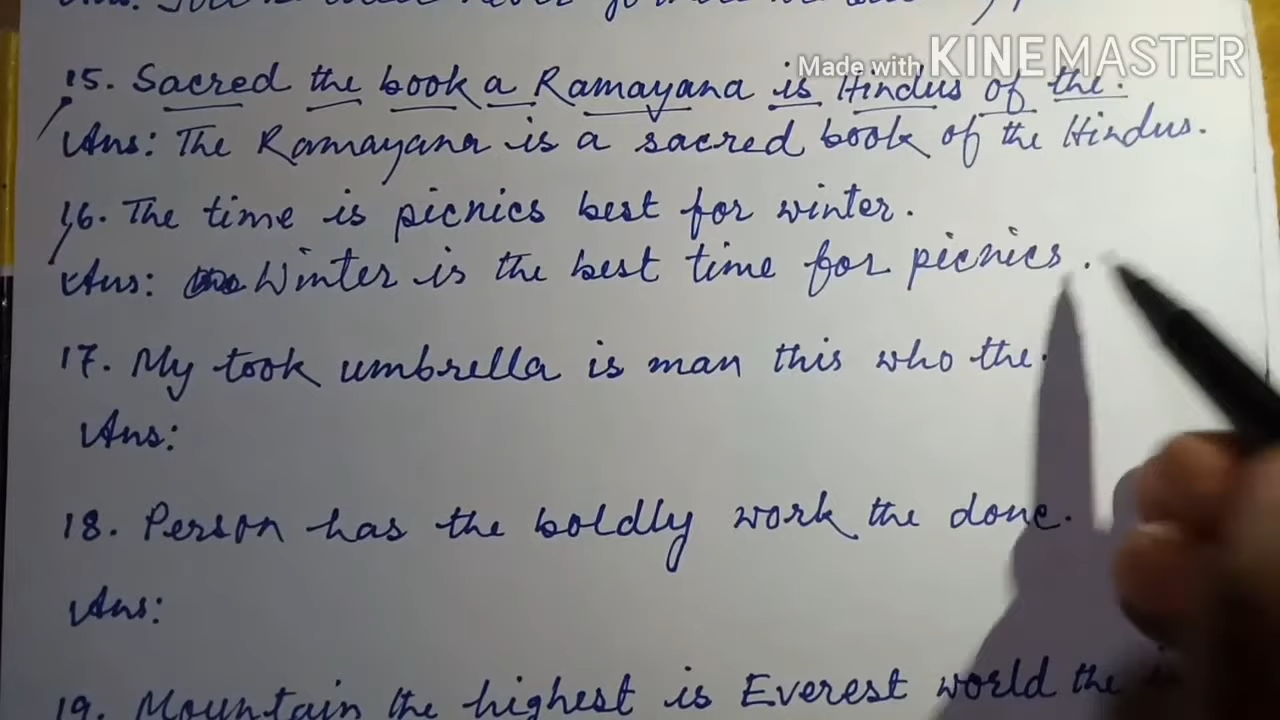 Made with KINEMASTER
15. Sacred the book a Ramayana is Hindus of the.
Ans: The Ramayana is a sacred book of the Hindus.
16. The time is picnics best for winter.
Ans: Winter is the best time for picnics.
17. My took umbrella is man this who the.
Ans:
18. Person has the boldly work the done.
Ans:
19. Mountain the highest is Everest world the